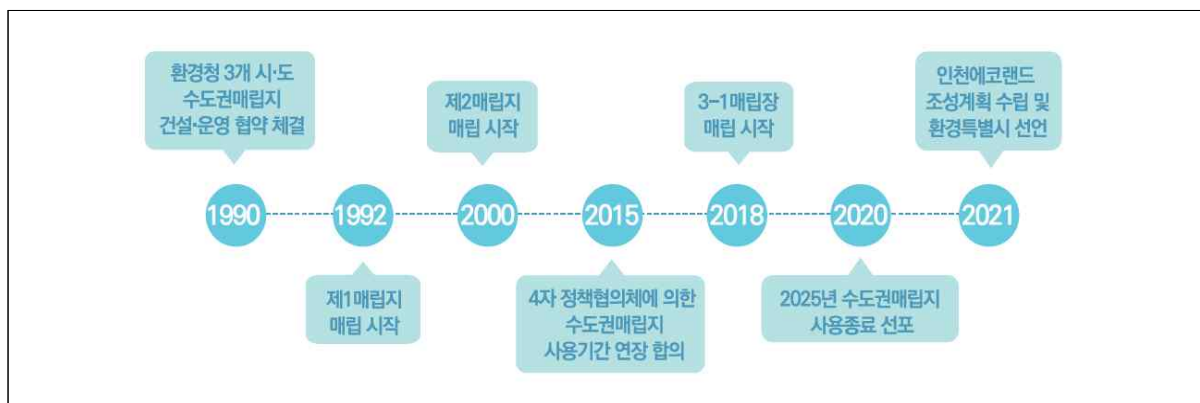 환경청 3개 시·도
수도권매립지
건설·운영 협약 체결
제2매립지
매립 시작
3-1매립장
매립 시작
인천에코랜드
조성계획 수립 및
환경특별시 선언
1990
1992
2000
2015
2018
2020
2021
제1매립지
매립 시작
4자 정책협의체에 의한
수도권매립지
사용기간 연장 합의
2025년 수도권매립지
사용종료 선포